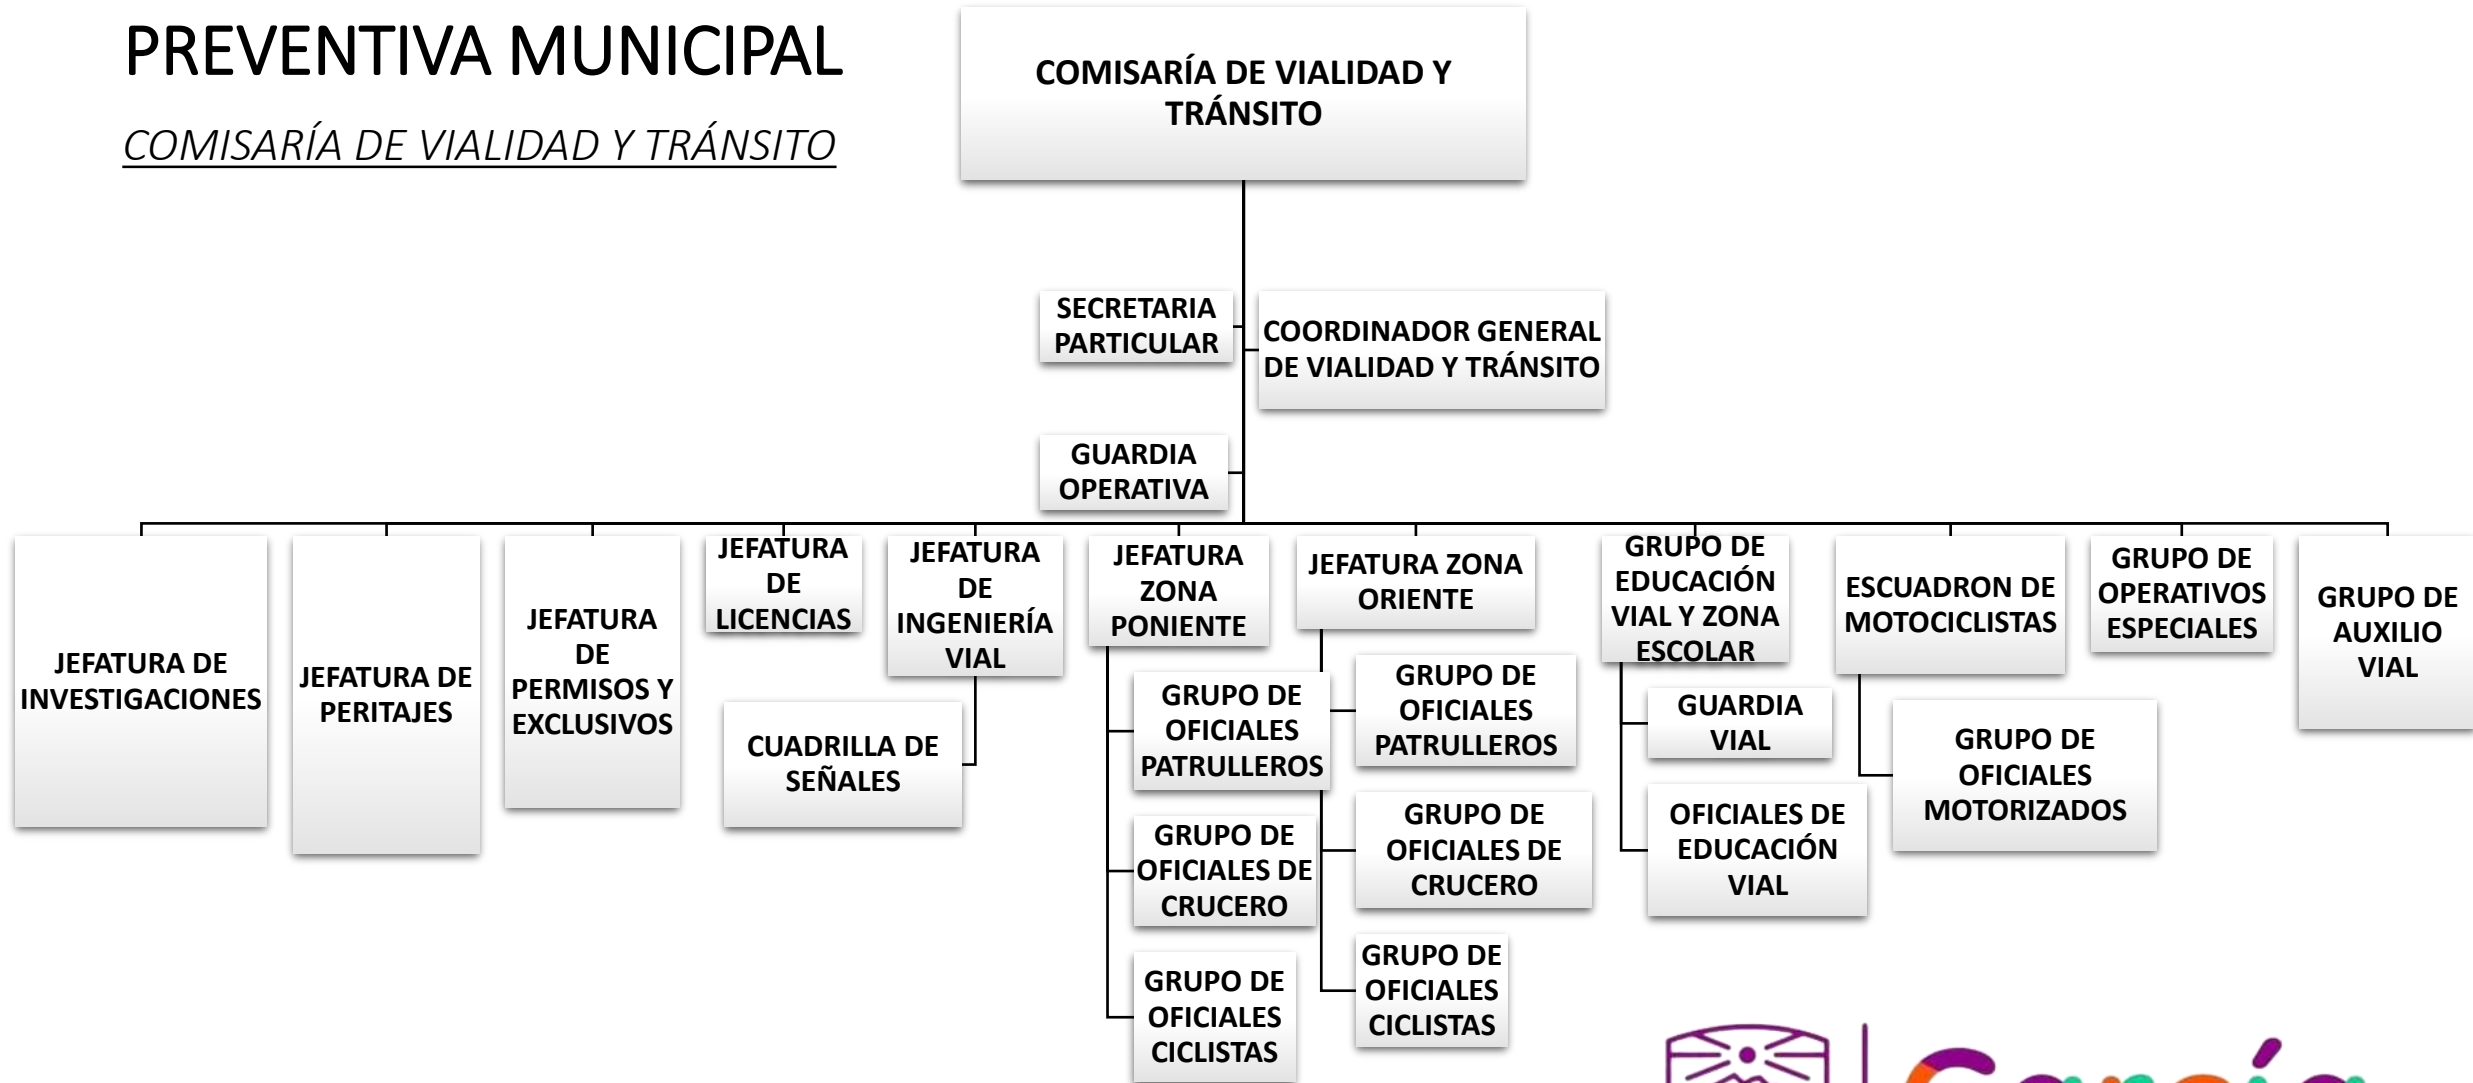 PREVENTIVA MUNICIPAL
COMISARÍA DE VIALIDAD Y TRÁNSITO
COMISARÍA DE VIALIDAD Y
TRÁNSITO
SECRETARIA
PARTICULAR
COORDINADOR GENERAL
DE VIALIDAD Y TRÁNSITO
GUARDIA
OPERATIVA
JEFATURA DE
INVESTIGACIONES
JEFATURA DE
PERITAJES
JEFATURA
DE
PERMISOS Y
EXCLUSIVOS
JEFATURA
DE
LICENCIAS
JEFATURA
DE
INGENIERÍA
VIAL
CUADRILLA DE
SEÑALES
JEFATURA
ZONA
PONIENTE
GRUPO DE
OFICIALES
PATRULLEROS
GRUPO DE
OFICIALES DE
CRUCERO
GRUPO DE
OFICIALES
CICLISTAS
JEFATURA ZONA
ORIENTE
GRUPO DE
OFICIALES
PATRULLEROS
GRUPO DE
OFICIALES DE
CRUCERO
GRUPO DE
OFICIALES
CICLISTAS
GRUPO DE
EDUCACIÓN
VIAL Y ZONA
ESCOLAR
GUARDIA
VIAL
OFICIALES DE
EDUCACIÓN
VIAL
ESCUADRON DE
MOTOCICLISTAS
GRUPO DE
OFICIALES
MOTORIZADOS
GRUPO DE
OPERATIVOS
ESPECIALES
GRUPO DE
AUXILIO
VIAL